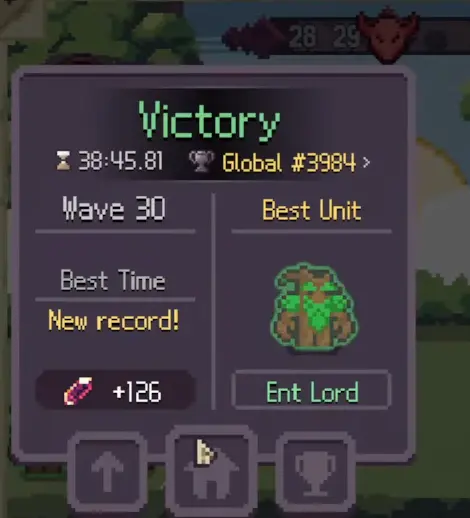 28 29
Victory
38:45.81 Global #3984 >
Wave 30
Best Unit
Best Time
New record!
+126
Ent Lord